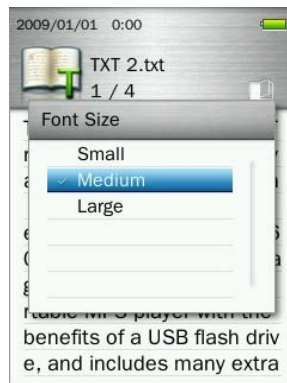 2009/01/01 0:00
TXT 2.txt
1 / 4
Font Size
Small
Medium
Large
benefits of a USB flash driv
e, and includes many extra